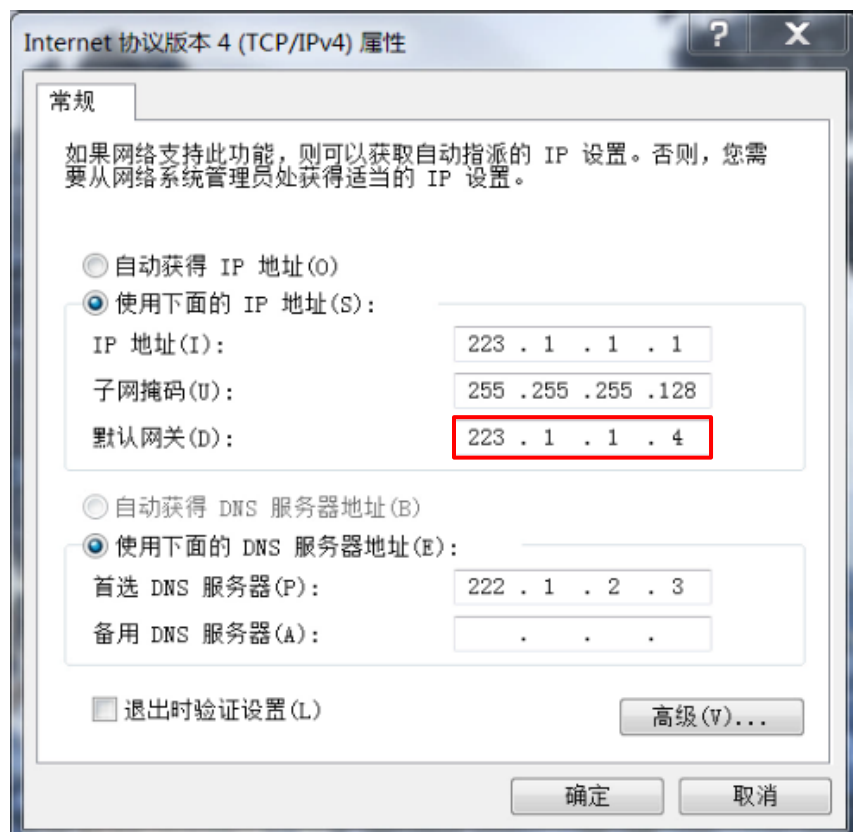 Internet 协议版本 4 (TCP/IPv4) 属性
?
X
常规
如果网络支持此功能，则可以获取自动指派的 IP 设置。否则，您需
要从网络系统管理员处获得适当的 IP 设置。
自动获得 IP 地址(O)
使用下面的 IP 地址(S):
IP 地址(I): 223 . 1 . 1 . 1
子网掩码(U): 255 .255 .255 .128
默认网关(D): 223 . 1 . 1 . 4
自动获得 DNS 服务器地址(B)
使用下面的 DNS 服务器地址(E):
首选 DNS 服务器(P): 222 . 1 . 2 . 3
备用 DNS 服务器(A): . . .
退出时验证设置(L)
高级(V)...
确定 取消